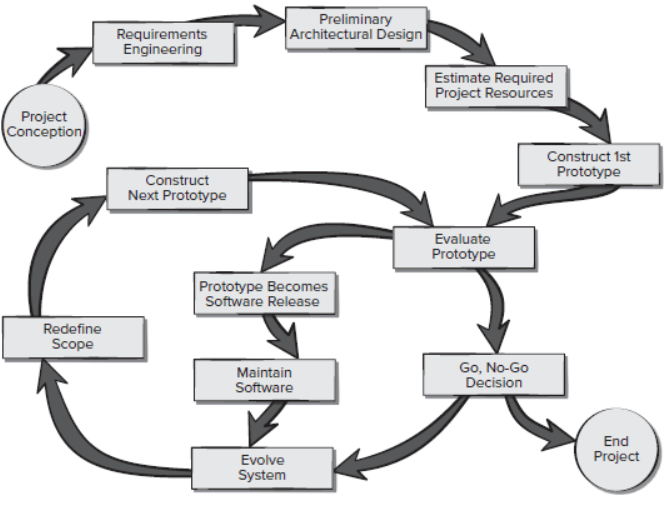 Preliminary
Architectural Design
Requirements
Engineering
Estimate Required
Project Resources
Project
Conception
Construct 1st
Prototype
Construct
Next Prototype
Evaluate
Prototype
Prototype Becomes
Software Release
Redefine
Scope
Maintain
Software
Go, No-Go
Decision
End
Project
Evolve
System